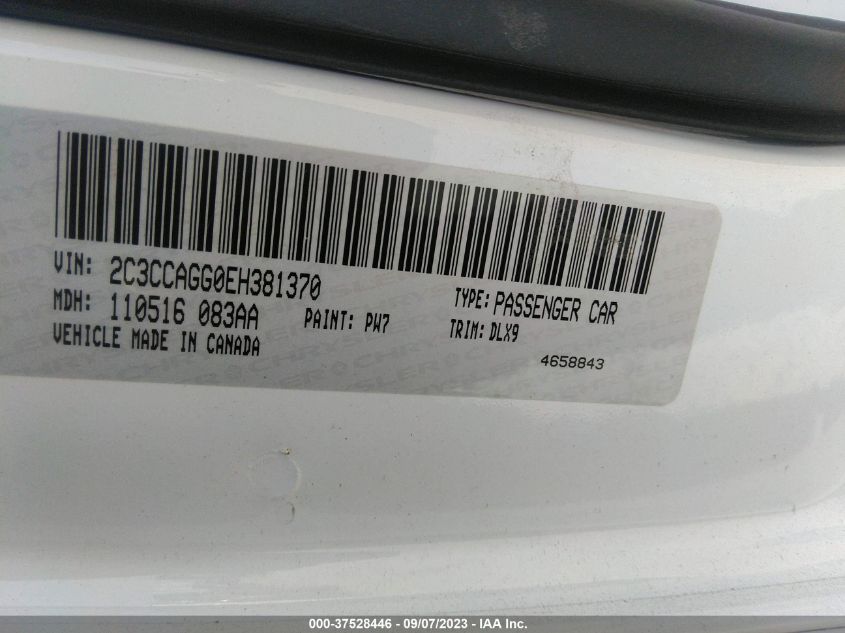 VIN: 2C3CCAGG0EH381370
MDH: 110516 083AA PAINT: PW7
VEHICLE MADE IN CANADA
TYPE: PASSENGER CAR
TRIM: DLX9
4658843
000-37528446 - 09/07/2023 - IAA Inc.